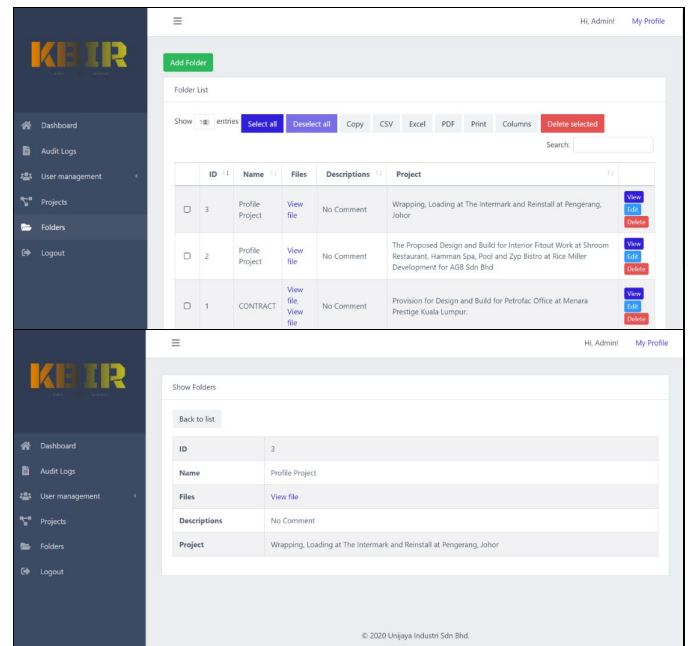 Hi, Admin! My Profile
KBIR
Add Folder
Folder List
Show entries Select all Deselect all Copy CSV Excel PDF Print Columns Delete selected
Search:
ID Name Files Descriptions Project
3 Profile Project View file No Comment Wrapping, Loading at The Intermark and Reinstall at Pengerang, Johor View Edit Delete
2 Profile Project View file No Comment The Proposed Design and Build for Interior Fitout Work at Shroom Restaurant, Hamman Spa, Pool and Zyp Bistro at Rice Miller Development for AGB Sdn Bhd View Edit Delete
1 CONTRACT View file, View file No Comment Provision for Design and Build for Petrofac Office at Menara Prestige Kuala Lumpur. View Edit Delete
Dashboard
Audit Logs
User management
Projects
Folders
Logout
Hi, Admin! My Profile
KBIR
Show Folders
Back to list
ID 3
Name Profile Project
Files View file
Descriptions No Comment
Project Wrapping, Loading at The Intermark and Reinstall at Pengerang, Johor
Dashboard
Audit Logs
User management
Projects
Folders
Logout
© 2020 Unijaya Industri Sdn Bhd.